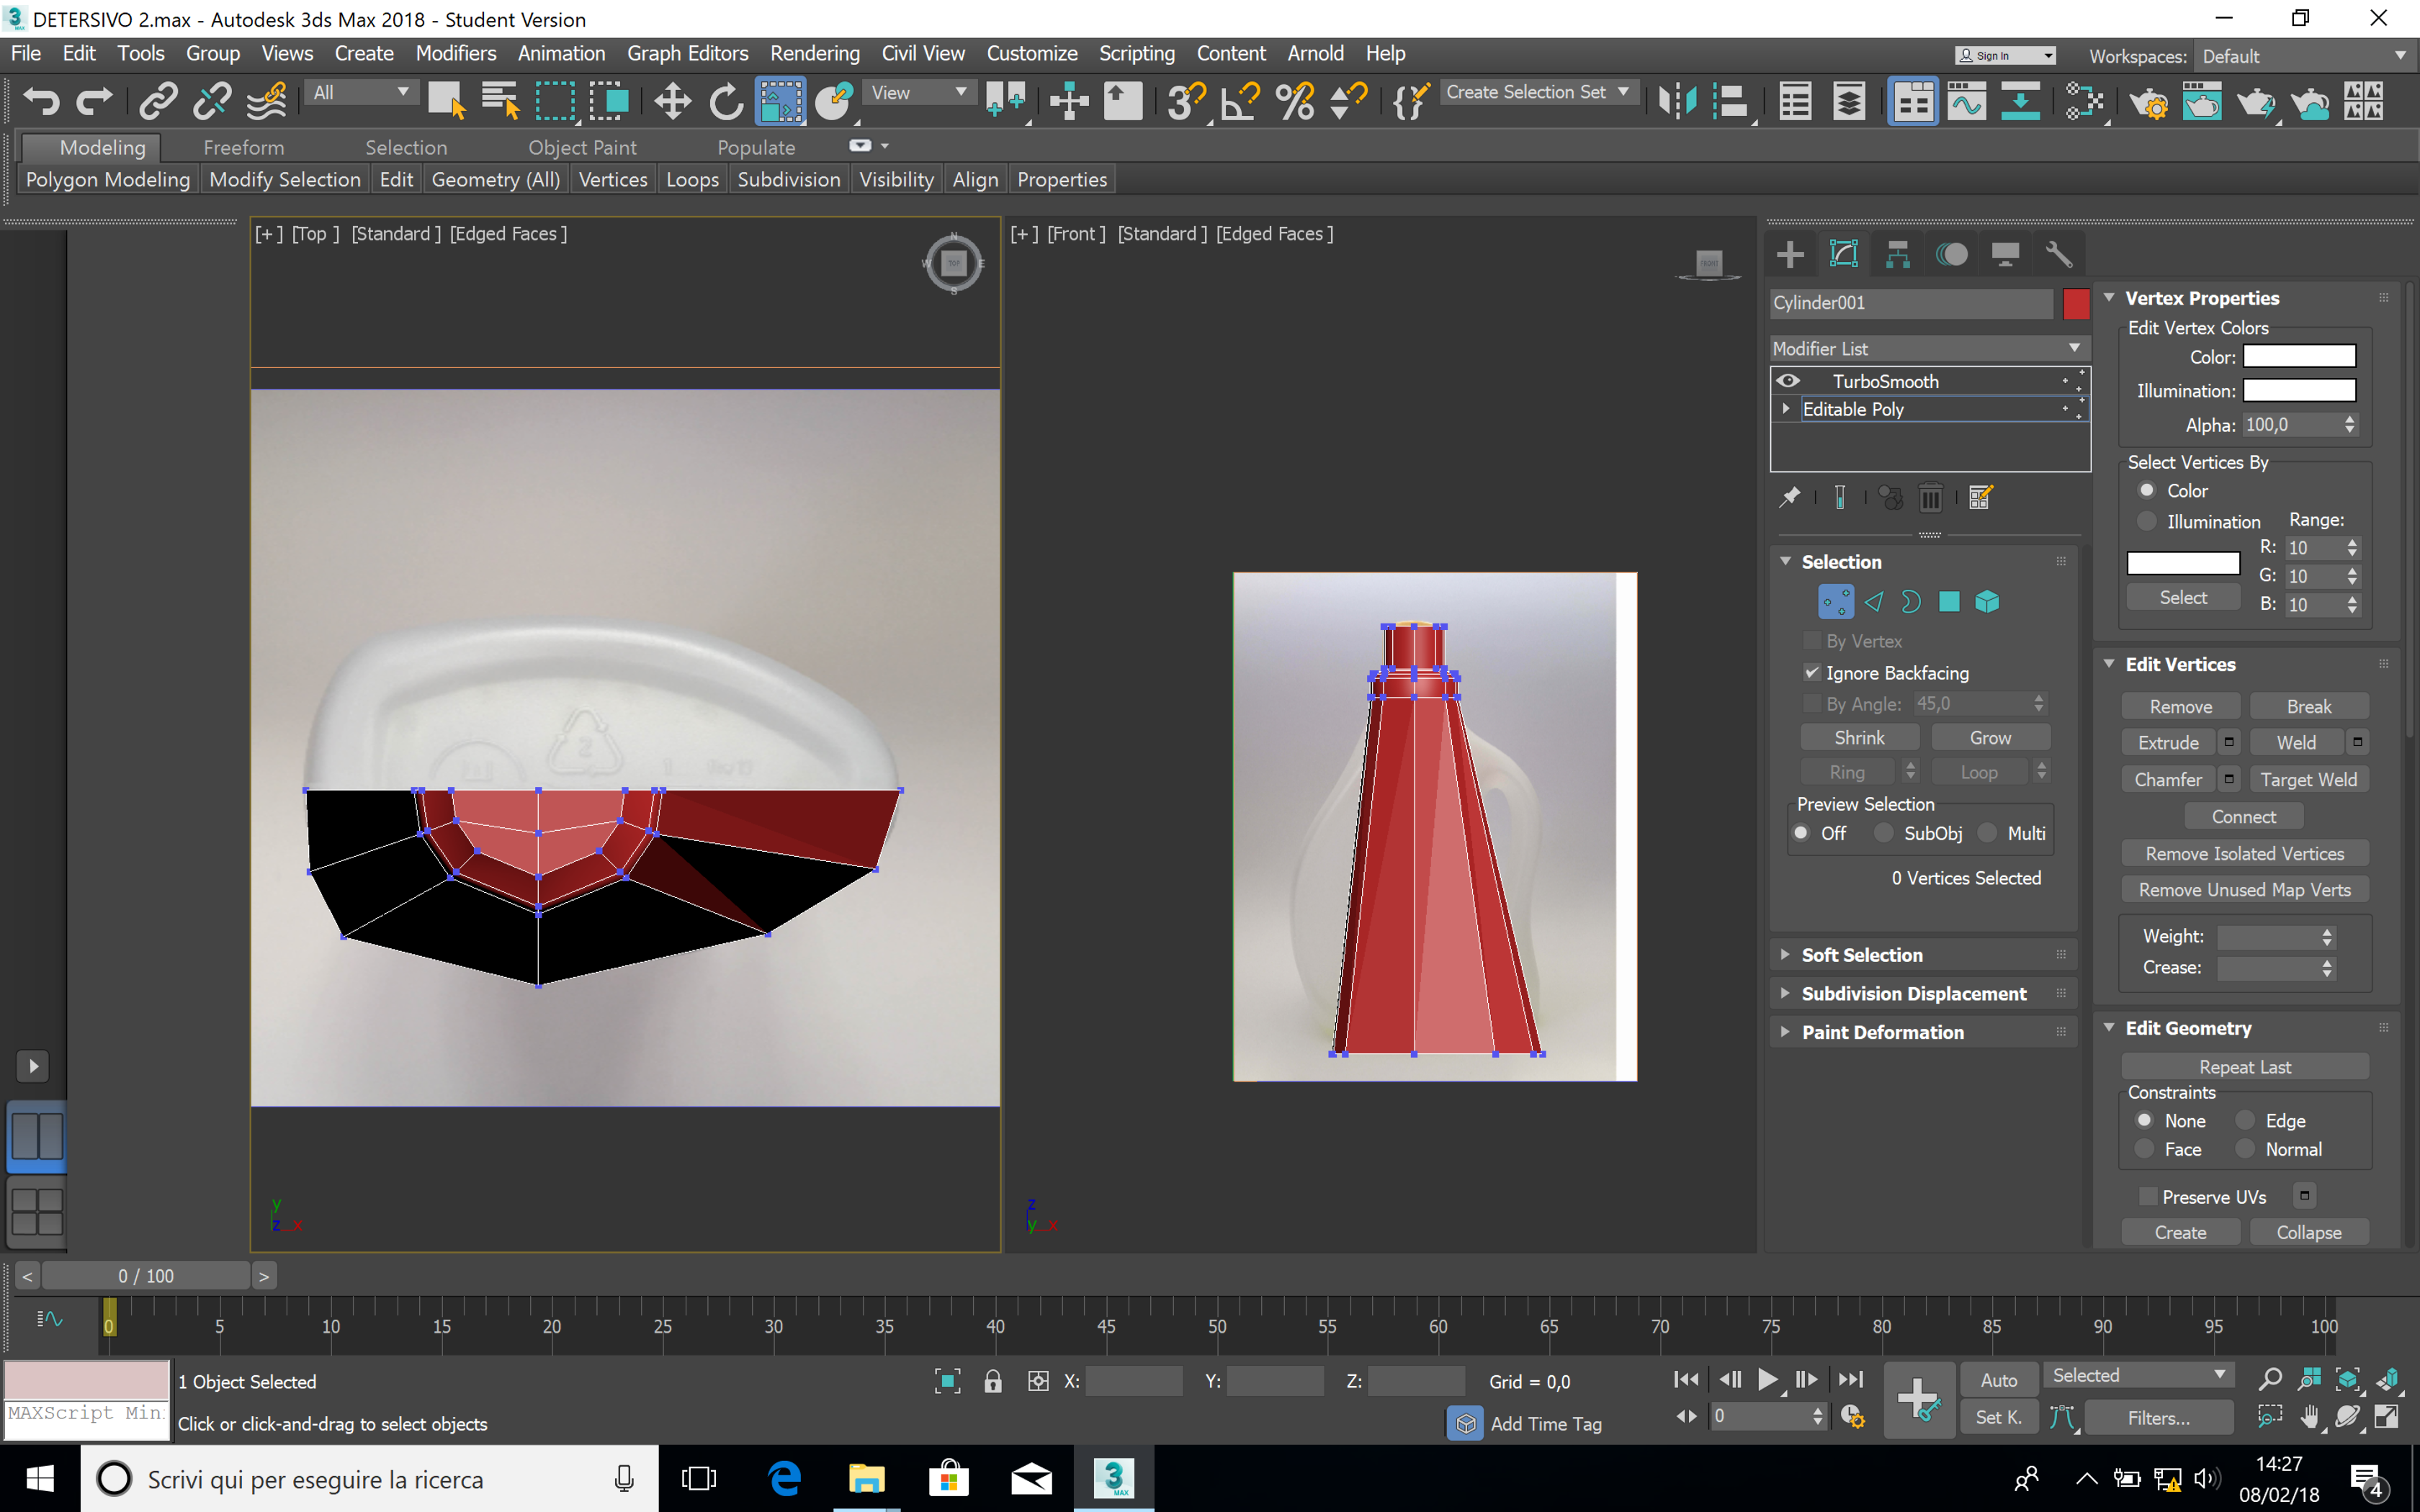 DETERSIVO 2.max - Autodesk 3ds Max 2018 - Student Version
File Edit Tools Group Views Create Modifiers Animation Graph Editors Rendering Civil View Customize Scripting Content Arnold Help
Sign In
Workspaces: Default
All
View
Create Selection Set
Modeling Freeform Selection Object Paint Populate
Polygon Modeling Modify Selection Edit Geometry (All) Vertices Loops Subdivision Visibility Align Properties
[+] [Top] [Standard] [Edged Faces]
[+] [Front] [Standard] [Edged Faces]
N
W TOP E
S
FRONT
Cylinder001
Modifier List
TurboSmooth
Editable Poly
Selection
By Vertex
Ignore Backfacing
By Angle: 45,0
Shrink Grow
Ring Loop
Preview Selection
Off SubObj Multi
0 Vertices Selected
Soft Selection
Subdivision Displacement
Paint Deformation
Vertex Properties
Edit Vertex Colors
Color:
Illumination:
Alpha: 100,0
Select Vertices By
Color
Illumination Range:
R: 10
G: 10
Select B: 10
Edit Vertices
Remove Break
Extrude Weld
Chamfer Target Weld
Connect
Remove Isolated Vertices
Remove Unused Map Verts
Weight:
Crease:
Edit Geometry
Repeat Last
Constraints
None Edge
Face Normal
Preserve UVs
Create Collapse
y
z x
z
y x
< 0 / 100 >
0 5 10 15 20 25 30 35 40 45 50 55 60 65 70 75 80 85 90 95 100
1 Object Selected
X: Y: Z: Grid = 0,0
MAXScript Min
Click or click-and-drag to select objects
Add Time Tag
0
Auto Selected
Set K. Filters...
Scrivi qui per eseguire la ricerca
3
MAX
14:27
08/02/18
4